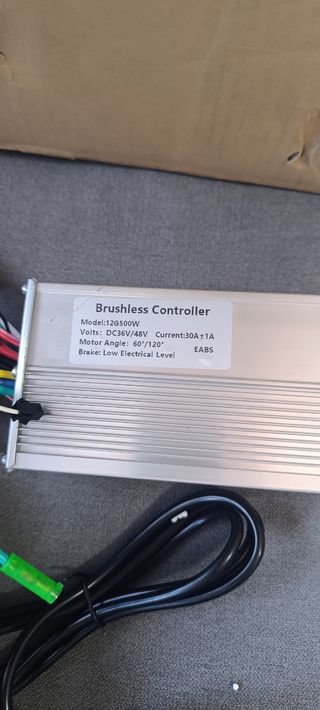 Brushless Controller
Model:12G500W
Volts: DC36V/48V Current:30A±1A
Motor Angle: 60°/120°
Brake: Low Electrical Level EABS